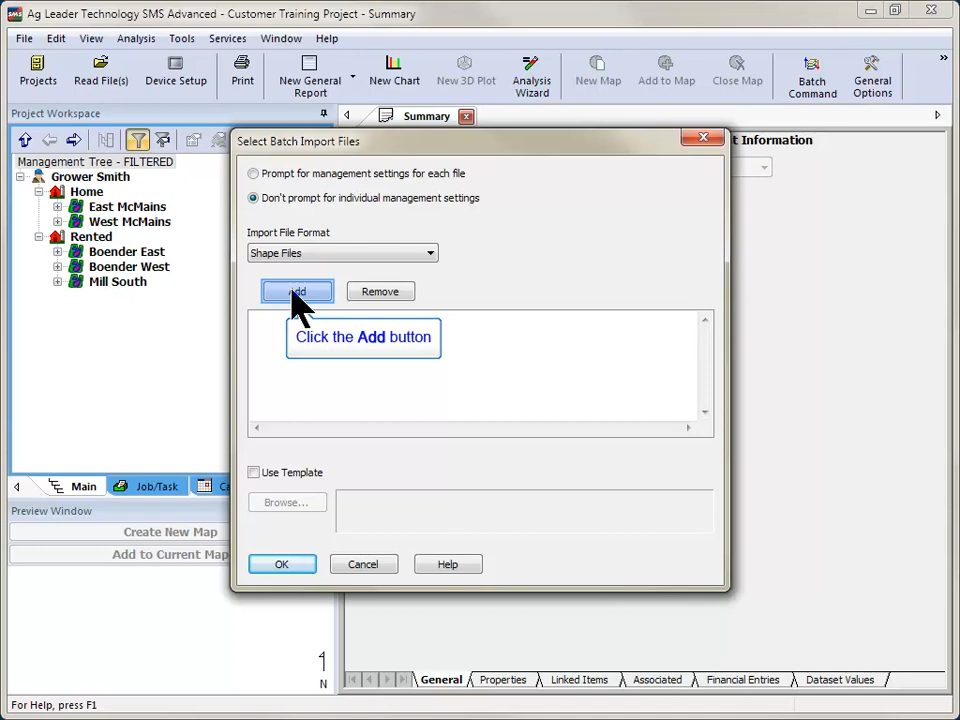 Ag Leader Technology SMS Advanced - Customer Training Project - Summary
File Edit View Analysis Tools Services Window Help
Projects Read File(s) Device Setup Print New General Report New Chart New 3D Plot Analysis Wizard New Map Add to Map Close Map Batch Command General Options
Project Workspace
Summary
Management Tree - FILTERED
Grower Smith
Home
East McMains
West McMains
Rented
Boender East
Boender West
Mill South
Main Job/Task
Preview Window
Create New Map
Add to Current Map
N
Select Batch Import Files
t Information
Prompt for management settings for each file
Don't prompt for individual management settings
Import File Format
Shape Files
Add Remove
Click the Add button
Use Template
Browse...
OK Cancel Help
General Properties Linked Items Associated Financial Entries Dataset Values
For Help, press F1